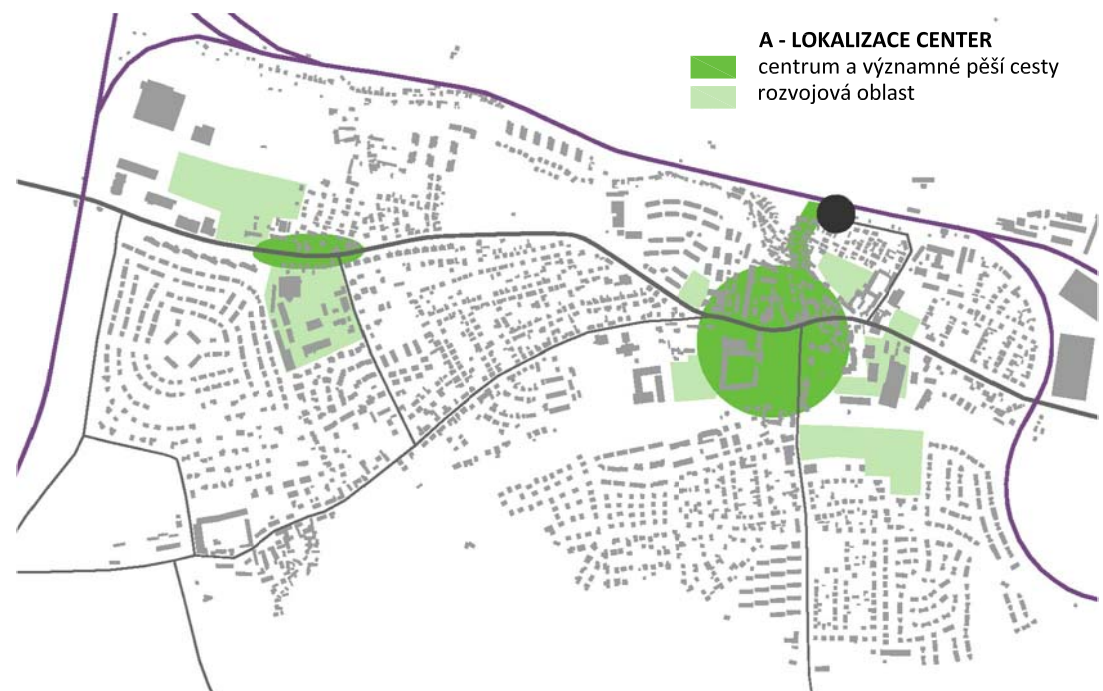 A - LOKALIZACE CENTER
centrum a významné pěší cesty
rozvojová oblast